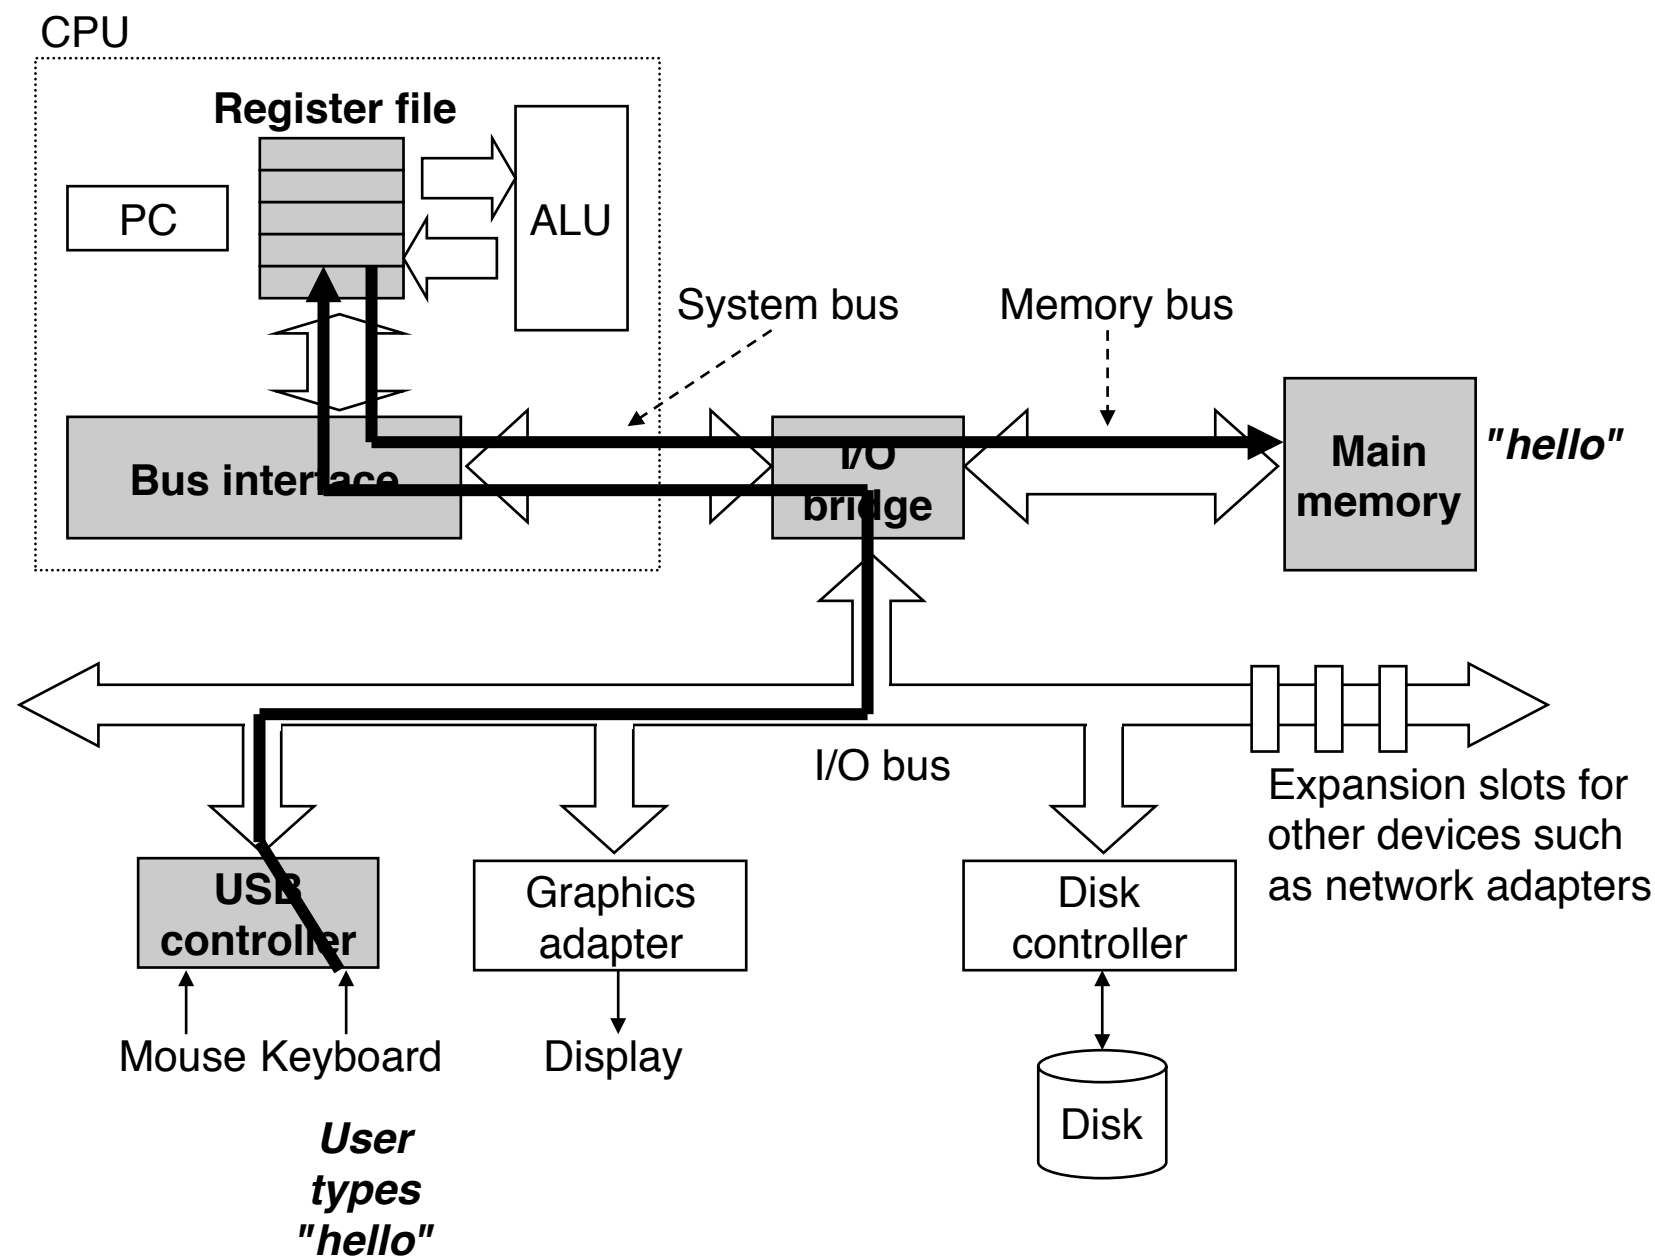 CPU
Register file
PC
ALU
System bus
Memory bus
Bus interface
I/O
bridge
Main
memory
"hello"
I/O bus
Expansion slots for
other devices such
as network adapters
USB
controller
Graphics
adapter
Disk
controller
Mouse
Keyboard
Display
Disk
User
types
"hello"